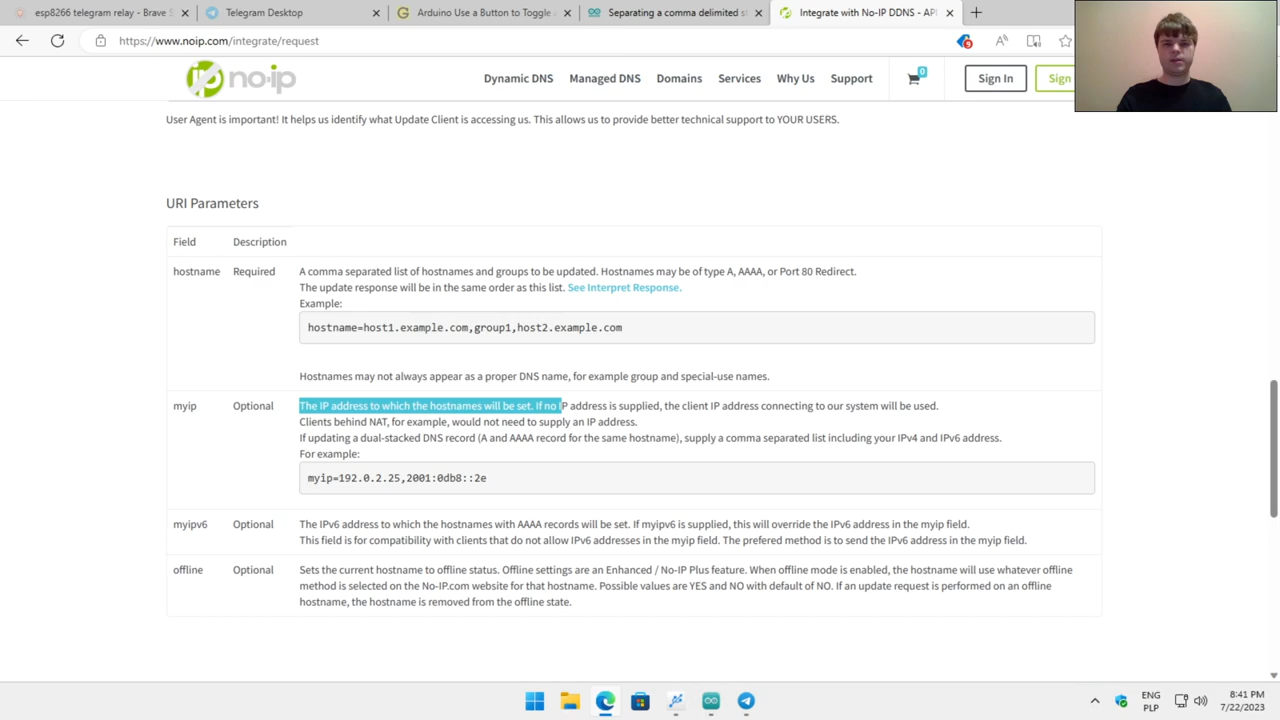 esp8266 telegram relay - Brave S
Telegram Desktop
Arduino Use a Button to Toggle a
Separating a comma delimited st
Integrate with No-IP DDNS - API
https://www.noip.com/integrate/request
9
no-ip
Dynamic DNS
Managed DNS
Domains
Services
Why Us
Support
0
Sign In
Sign
User Agent is important! It helps us identify what Update Client is accessing us. This allows us to provide better technical support to YOUR USERS.
URI Parameters
Field
Description
hostname
Required
A comma separated list of hostnames and groups to be updated. Hostnames may be of type A, AAAA, or Port 80 Redirect.
The update response will be in the same order as this list. See Interpret Response.
Example:
hostname=host1.example.com,group1,host2.example.com
Hostnames may not always appear as a proper DNS name, for example group and special-use names.
myip
Optional
The IP address to which the hostnames will be set. If no IP address is supplied, the client IP address connecting to our system will be used.
Clients behind NAT, for example, would not need to supply an IP address.
If updating a dual-stacked DNS record (A and AAAA record for the same hostname), supply a comma separated list including your IPv4 and IPv6 address.
For example:
myip=192.0.2.25,2001:0db8::2e
myipv6
Optional
The IPv6 address to which the hostnames with AAAA records will be set. If myipv6 is supplied, this will override the IPv6 address in the myip field.
This field is for compatibility with clients that do not allow IPv6 addresses in the myip field. The prefered method is to send the IPv6 address in the myip field.
offline
Optional
Sets the current hostname to offline status. Offline settings are an Enhanced / No-IP Plus feature. When offline mode is enabled, the hostname will use whatever offline
method is selected on the No-IP.com website for that hostname. Possible values are YES and NO with default of NO. If an update request is performed on an offline
hostname, the hostname is removed from the offline state.
ENG
PLP
8:41 PM
7/22/2023